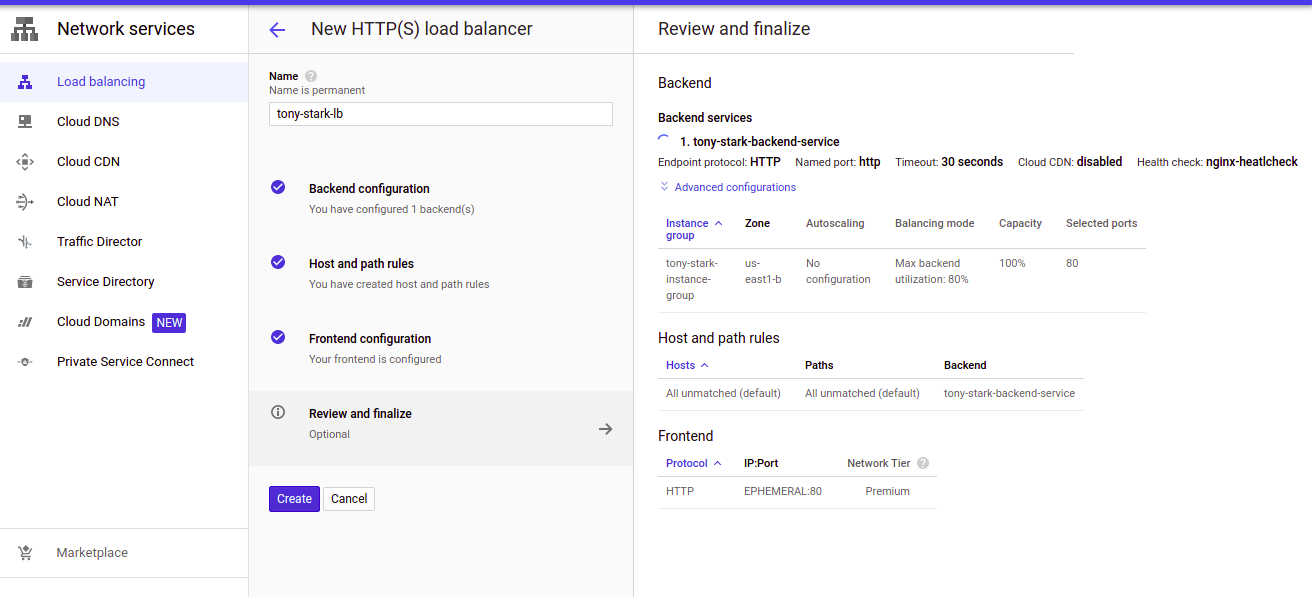 Network services
Load balancing
Cloud DNS
Cloud CDN
Cloud NAT
Traffic Director
Service Directory
Cloud Domains NEW
Private Service Connect
Marketplace
New HTTP(S) load balancer
Name ?
Name is permanent
tony-stark-lb
Backend configuration
You have configured 1 backend(s)
Host and path rules
You have created host and path rules
Frontend configuration
Your frontend is configured
Review and finalize
Optional
Create Cancel
Review and finalize
Backend
Backend services
1. tony-stark-backend-service
Endpoint protocol: HTTP Named port: http Timeout: 30 seconds Cloud CDN: disabled Health check: nginx-heatlcheck
Advanced configurations
Instance group Zone Autoscaling Balancing mode Capacity Selected ports
tony-stark-instance-group us-east1-b No configuration Max backend utilization: 80% 100% 80
Host and path rules
Hosts Paths Backend
All unmatched (default) All unmatched (default) tony-stark-backend-service
Frontend
Protocol IP:Port Network Tier ?
HTTP EPHEMERAL:80 Premium